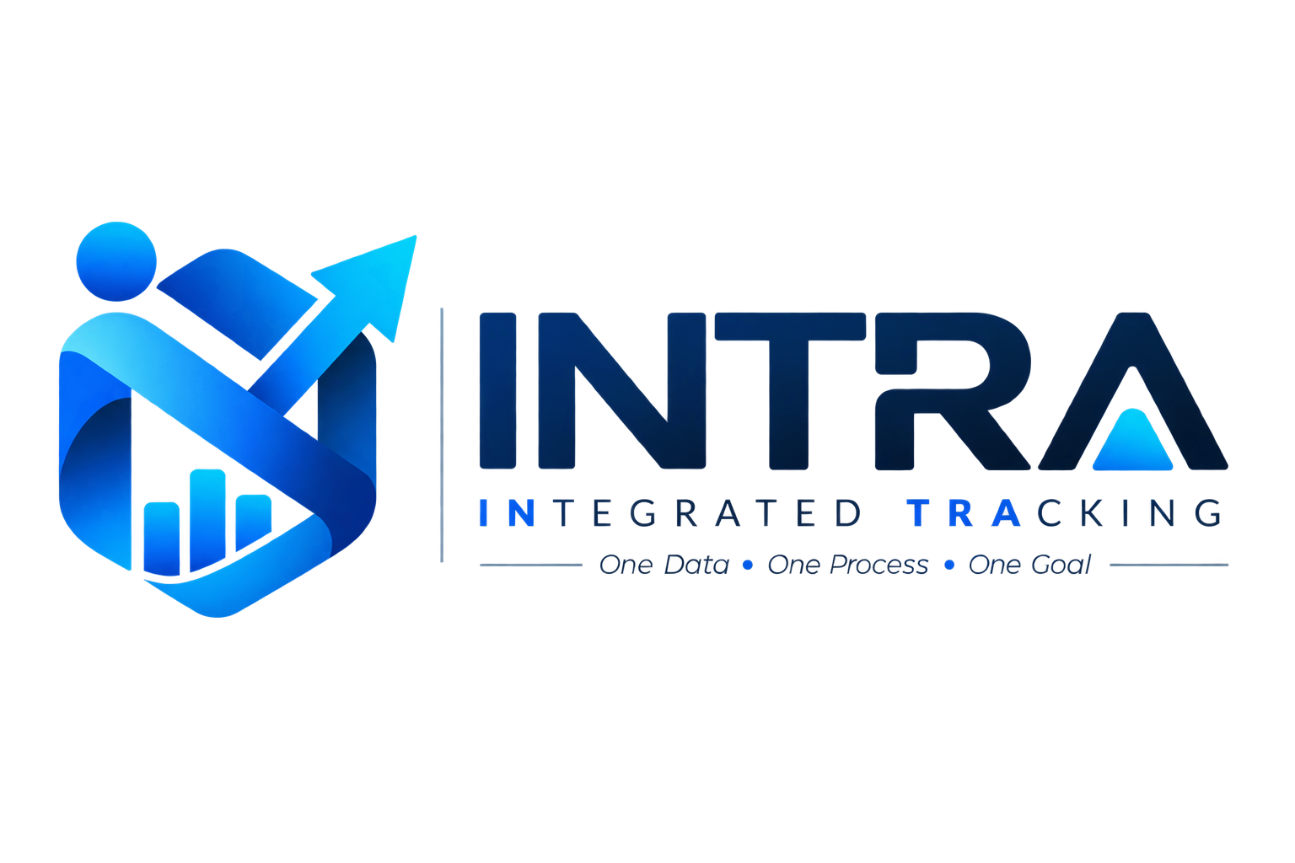 INTRA
INTEGRATED TRACKING
One Data • One Process • One Goal